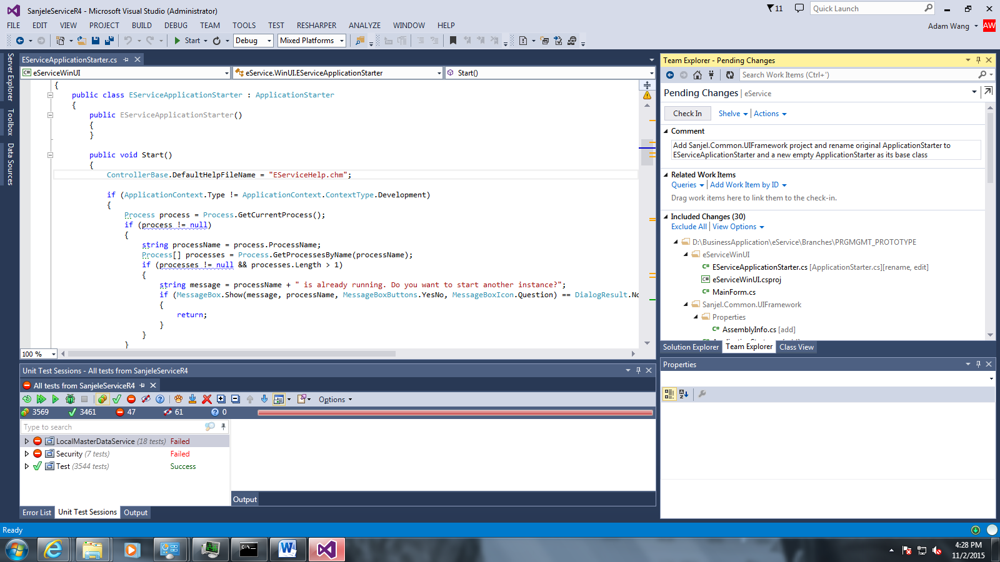 SanjeleServiceR4 - Microsoft Visual Studio (Administrator)
11
Quick Launch
FILE EDIT VIEW PROJECT BUILD DEBUG TEAM TOOLS TEST RESHARPER ANALYZE WINDOW HELP
Adam Wang AW
Start Debug Mixed Platforms
Server Explorer
Toolbox
Data Sources
EServiceApplicationStarter.cs
eServiceWinUI
eService.WinUI.EServiceApplicationStarter
Start()
{
public class EServiceApplicationStarter : ApplicationStarter
{
public EServiceApplicationStarter()
{
}
public void Start()
{
ControllerBase.DefaultHelpFileName = "EServiceHelp.chm";
if (ApplicationContext.Type != ApplicationContext.ContextType.Development)
{
Process process = Process.GetCurrentProcess();
if (process != null)
{
string processName = process.ProcessName;
Process[] processes = Process.GetProcessesByName(processName);
if (processes != null && processes.Length > 1)
{
string message = processName + " is already running. Do you want to start another instance?";
if (MessageBox.Show(message, processName, MessageBoxButtons.YesNo, MessageBoxIcon.Question) == DialogResult.No
{
return;
}
}
}
100 %
Team Explorer - Pending Changes
Search Work Items (Ctrl+')
Pending Changes | eService
Check In Shelve Actions
Comment
Add Sanjel.Common.UIFramework project and rename original ApplicationStarter to
EServiceAplicationStarter and a new empty ApplicationStarter as its base class
Related Work Items
Queries Add Work Item by ID
Drag work items here to link them to the check-in.
Included Changes (30)
Exclude All View Options
D:\BusinessApplication\eService\Branches\PRGMGMT_PROTOTYPE
eServiceWinUI
EServiceApplicationStarter.cs [ApplicationStarter.cs][rename, edit]
eServiceWinUI.csproj
MainForm.cs
Sanjel.Common.UIFramework
Properties
AssemblyInfo.cs [add]
Solution Explorer Team Explorer Class View
Properties
Unit Test Sessions - All tests from SanjeleServiceR4
All tests from SanjeleServiceR4
Options
3569 3461 47 61 0
Type to search
LocalMasterDataService (18 tests) Failed
Security (7 tests) Failed
Test (3544 tests) Success
Output
Error List Unit Test Sessions Output
Ready
4:28 PM
11/2/2015